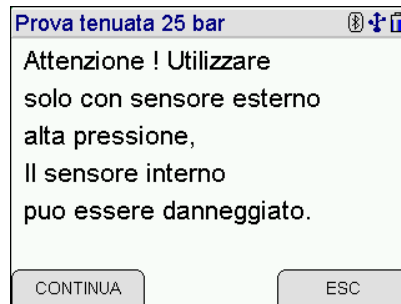 Prova tenuata 25 bar
Attenzione ! Utilizzare
solo con sensore esterno
alta pressione,
Il sensore interno
puo essere danneggiato.
CONTINUA ESC